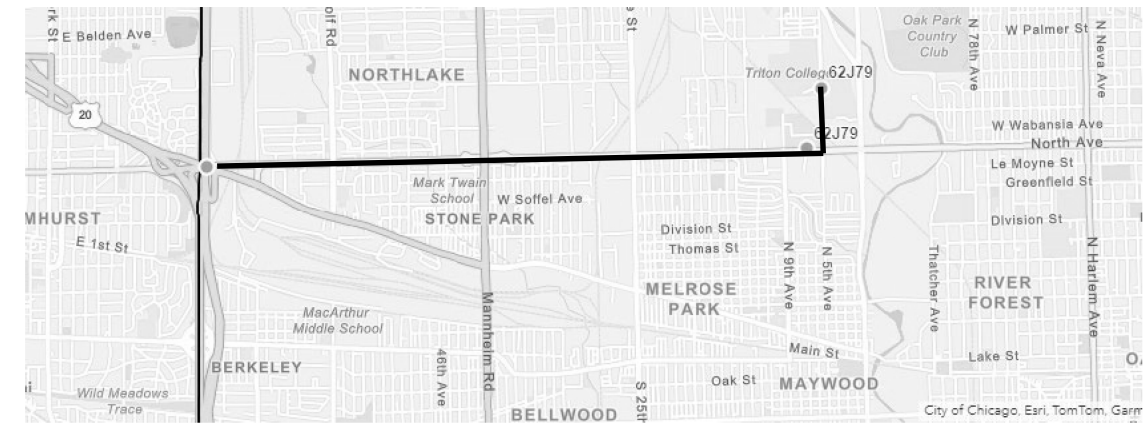 E Belden Ave
NORTHLAKE
Triton College
62J79
Oak Park
Country
Club
N 78th Ave
W Palmer St
N Neva Ave
20
62J79
W Wabansia Ave
North Ave
Le Moyne St
Greenfield St
Mark Twain
School
W Soffel Ave
STONE PARK
MHURST
E 1st St
Division St
Thomas St
Division St
N 9th Ave
N 5th Ave
Thatcher Ave
N Harlem Ave
RIVER
FOREST
MELROSE
PARK
MacArthur
Middle School
Mannheim Rd
Main St
Lake St
BERKELEY
46th Ave
Oak St
MAYWOOD
S 25th
Wild Meadows
Trace
BELLWOOD
City of Chicago, Esri, TomTom, Garm